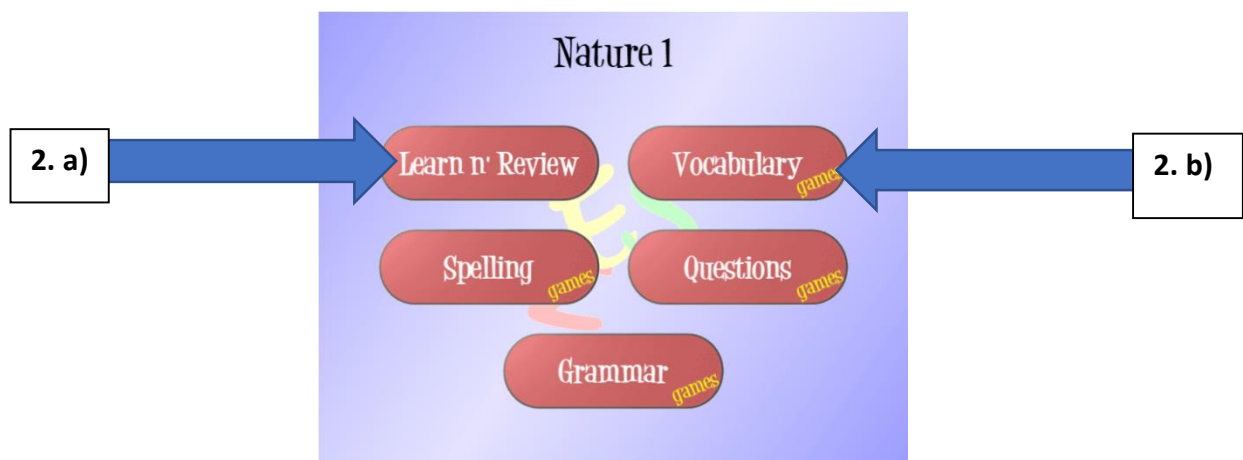 Nature 1
2. a)
Learn n' Review
Vocabulary
games
2. b)
Spelling
games
Questions
games
Grammar
games